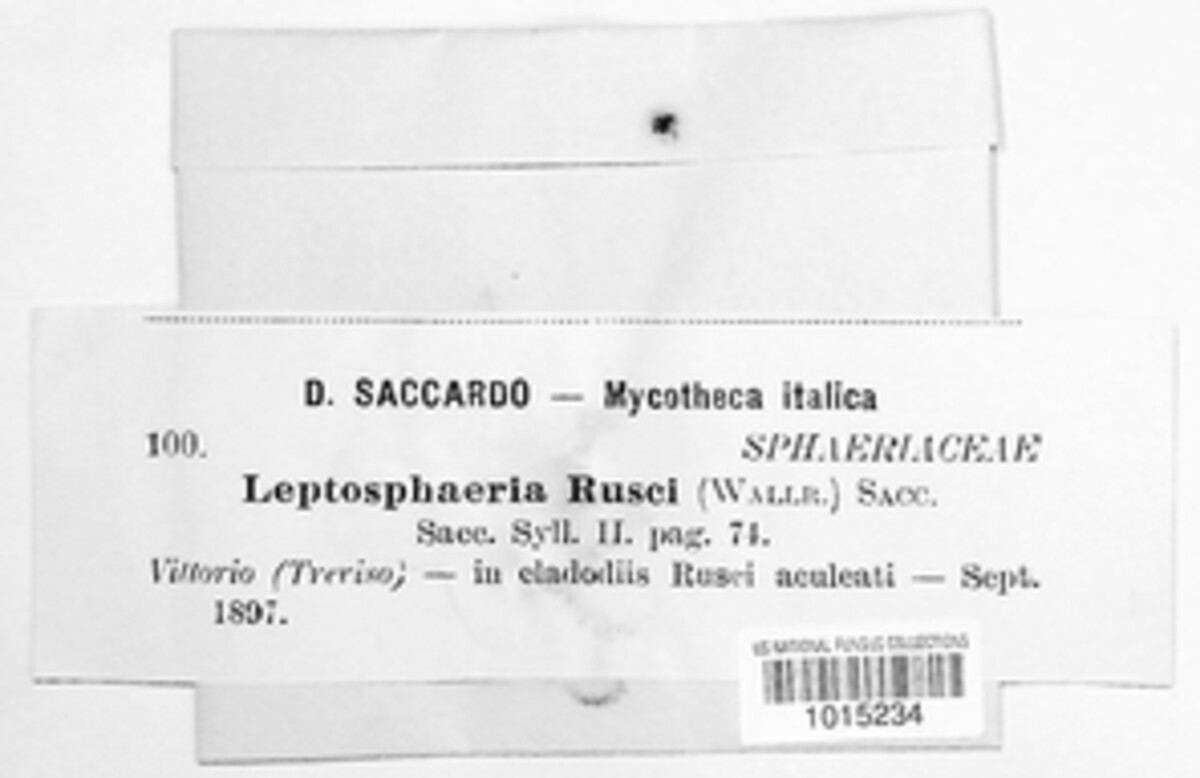 D. SACCARDO — Mycotheca italica
100. SPHAERIACEAE
Leptosphaeria Rusci (WALLR.) SACC.
Sacc. Syll. II. pag. 74.
Vittorio (Treviso) — in cladodiis Rusci aculeati — Sept.
1897.
US NATIONAL FUNGUS COLLECTIONS
1015234